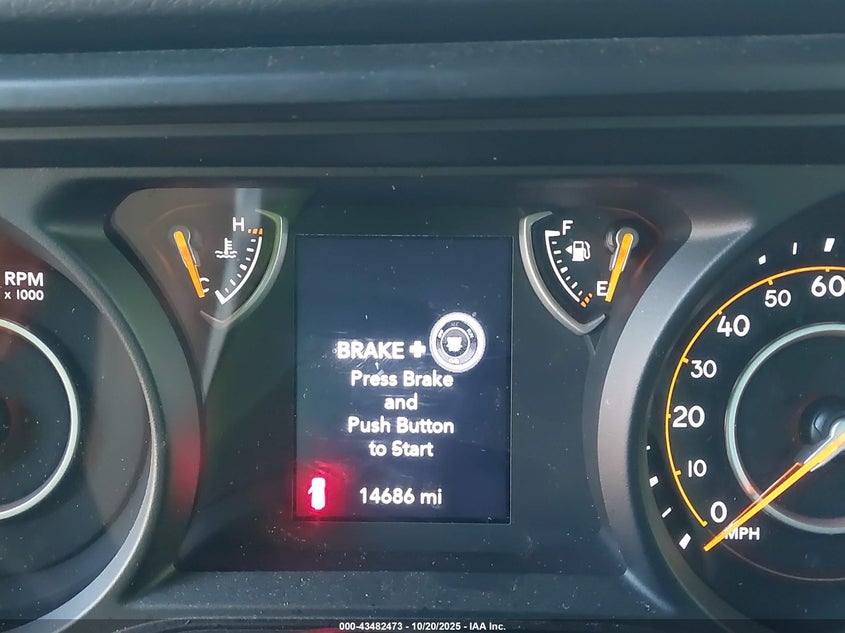 H
C
F
E
RPM
x 1000
BRAKE +
Press Brake
and
Push Button
to Start
14686 mi
0
10
20
30
40
50
60
MPH
000-43482473 - 10/20/2025 - IAA Inc.